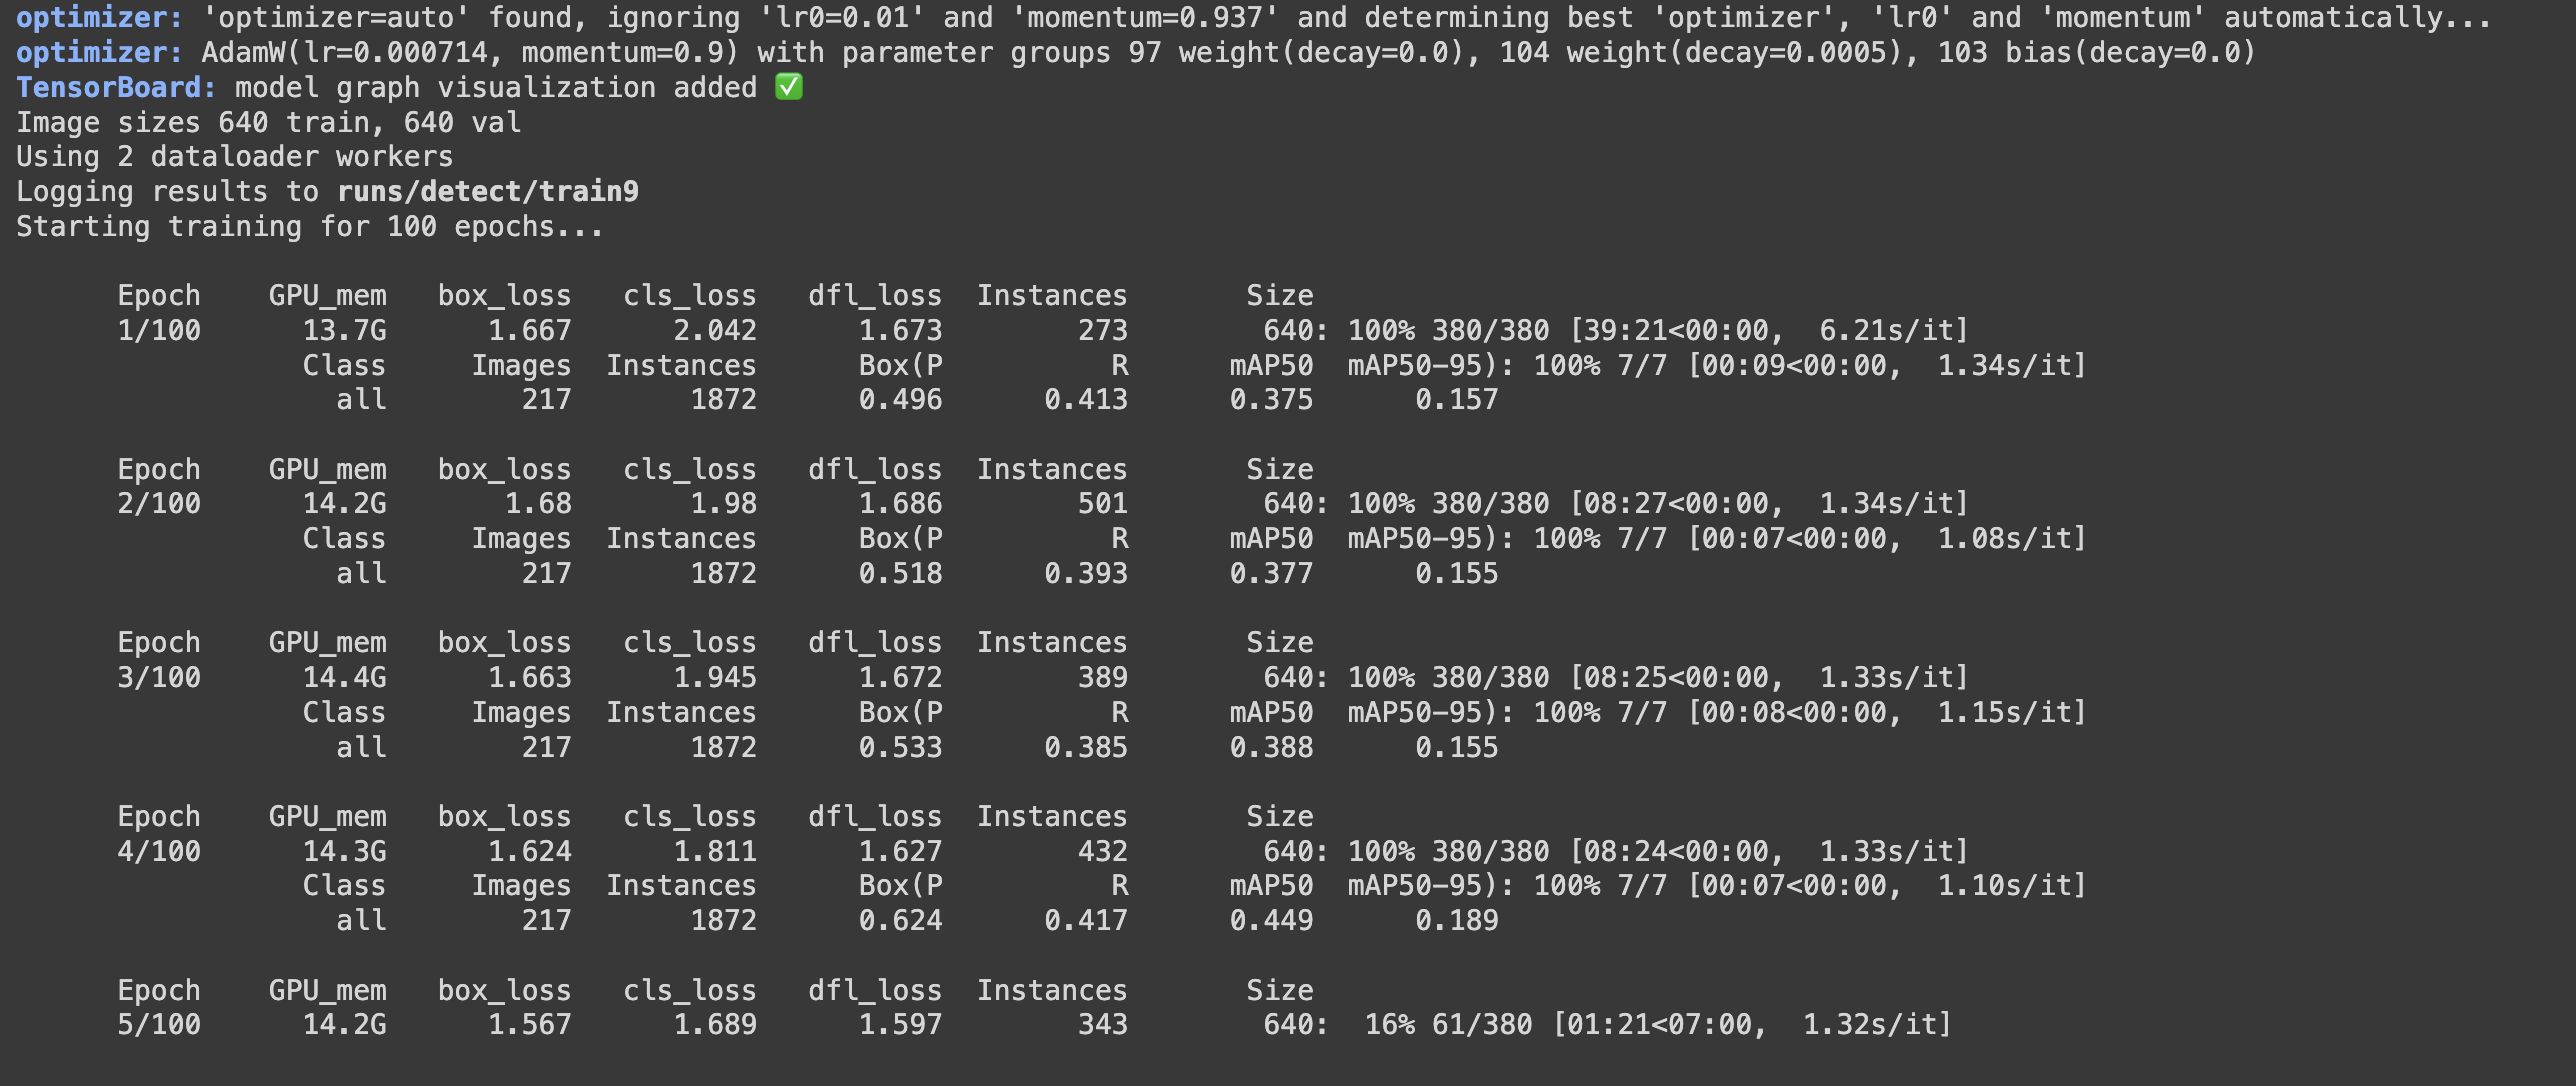 optimizer: 'optimizer=auto' found, ignoring 'lr0=0.01' and 'momentum=0.937' and determining best 'optimizer', 'lr0' and 'momentum' automatically...
optimizer: AdamW(lr=0.000714, momentum=0.9) with parameter groups 97 weight(decay=0.0), 104 weight(decay=0.0005), 103 bias(decay=0.0)
TensorBoard: model graph visualization added ✅
Image sizes 640 train, 640 val
Using 2 dataloader workers
Logging results to runs/detect/train9
Starting training for 100 epochs...
Epoch GPU_mem box_loss cls_loss dfl_loss Instances Size
1/100 13.7G 1.667 2.042 1.673 273 640: 100% 380/380 [39:21<00:00, 6.21s/it]
Class Images Instances Box(P R mAP50 mAP50-95): 100% 7/7 [00:09<00:00, 1.34s/it]
all 217 1872 0.496 0.413 0.375 0.157
Epoch GPU_mem box_loss cls_loss dfl_loss Instances Size
2/100 14.2G 1.68 1.98 1.686 501 640: 100% 380/380 [08:27<00:00, 1.34s/it]
Class Images Instances Box(P R mAP50 mAP50-95): 100% 7/7 [00:07<00:00, 1.08s/it]
all 217 1872 0.518 0.393 0.377 0.155
Epoch GPU_mem box_loss cls_loss dfl_loss Instances Size
3/100 14.4G 1.663 1.945 1.672 389 640: 100% 380/380 [08:25<00:00, 1.33s/it]
Class Images Instances Box(P R mAP50 mAP50-95): 100% 7/7 [00:08<00:00, 1.15s/it]
all 217 1872 0.533 0.385 0.388 0.155
Epoch GPU_mem box_loss cls_loss dfl_loss Instances Size
4/100 14.3G 1.624 1.811 1.627 432 640: 100% 380/380 [08:24<00:00, 1.33s/it]
Class Images Instances Box(P R mAP50 mAP50-95): 100% 7/7 [00:07<00:00, 1.10s/it]
all 217 1872 0.624 0.417 0.449 0.189
Epoch GPU_mem box_loss cls_loss dfl_loss Instances Size
5/100 14.2G 1.567 1.689 1.597 343 640: 16% 61/380 [01:21<07:00, 1.32s/it]